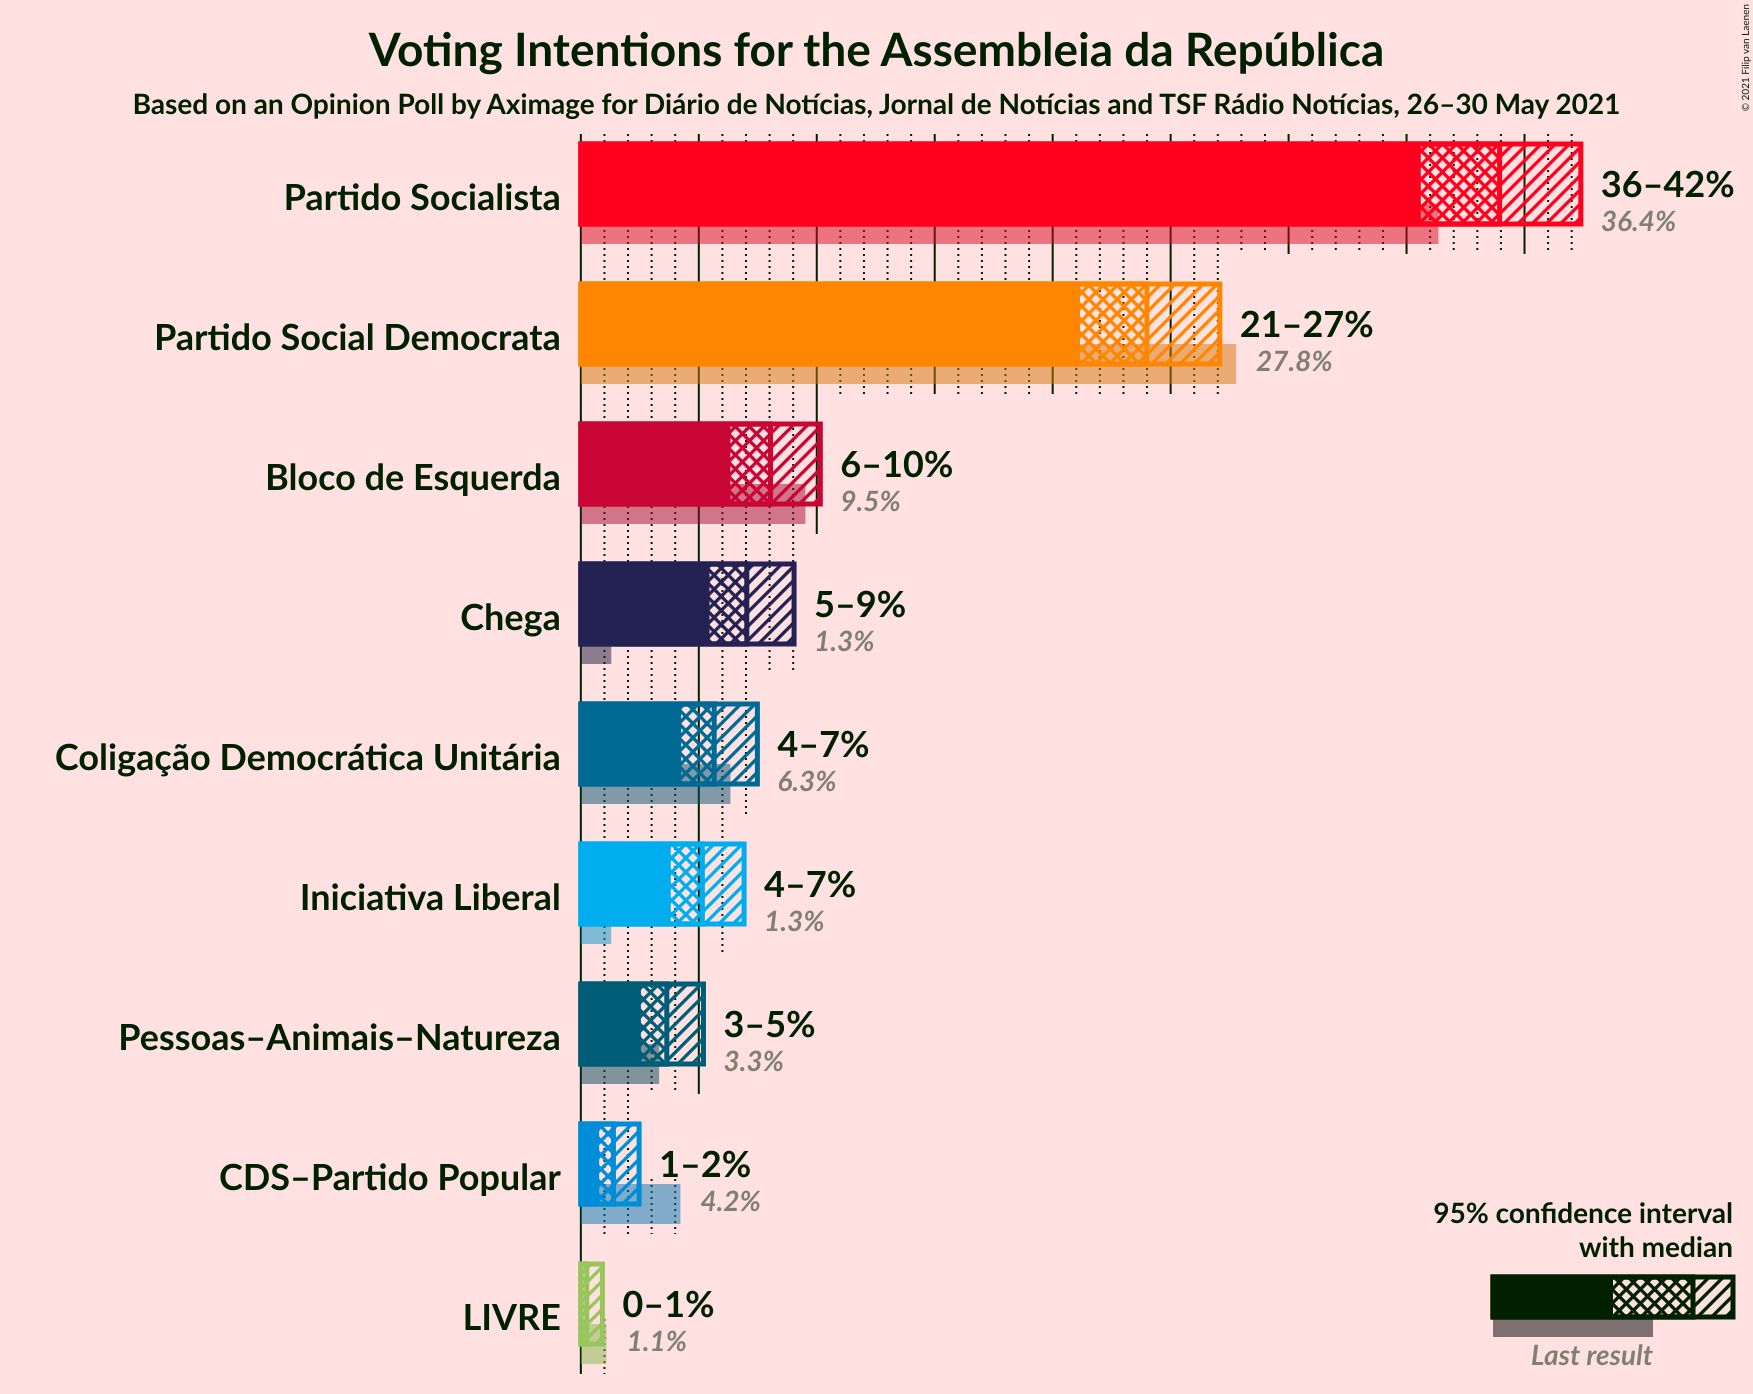 Voting Intentions for the Assembleia da República
Based on an Opinion Poll by Aximage for Diário de Notícias, Jornal de Notícias and TSF Rádio Notícias, 26–30 May 2021
© 2021 Filip van Laenen
Partido Socialista
36–42%
36.4%
Partido Social Democrata
21–27%
27.8%
Bloco de Esquerda
6–10%
9.5%
Chega
5–9%
1.3%
Coligação Democrática Unitária
4–7%
6.3%
Iniciativa Liberal
4–7%
1.3%
Pessoas–Animais–Natureza
3–5%
3.3%
CDS–Partido Popular
1–2%
4.2%
LIVRE
0–1%
1.1%
95% confidence interval
with median
Last result